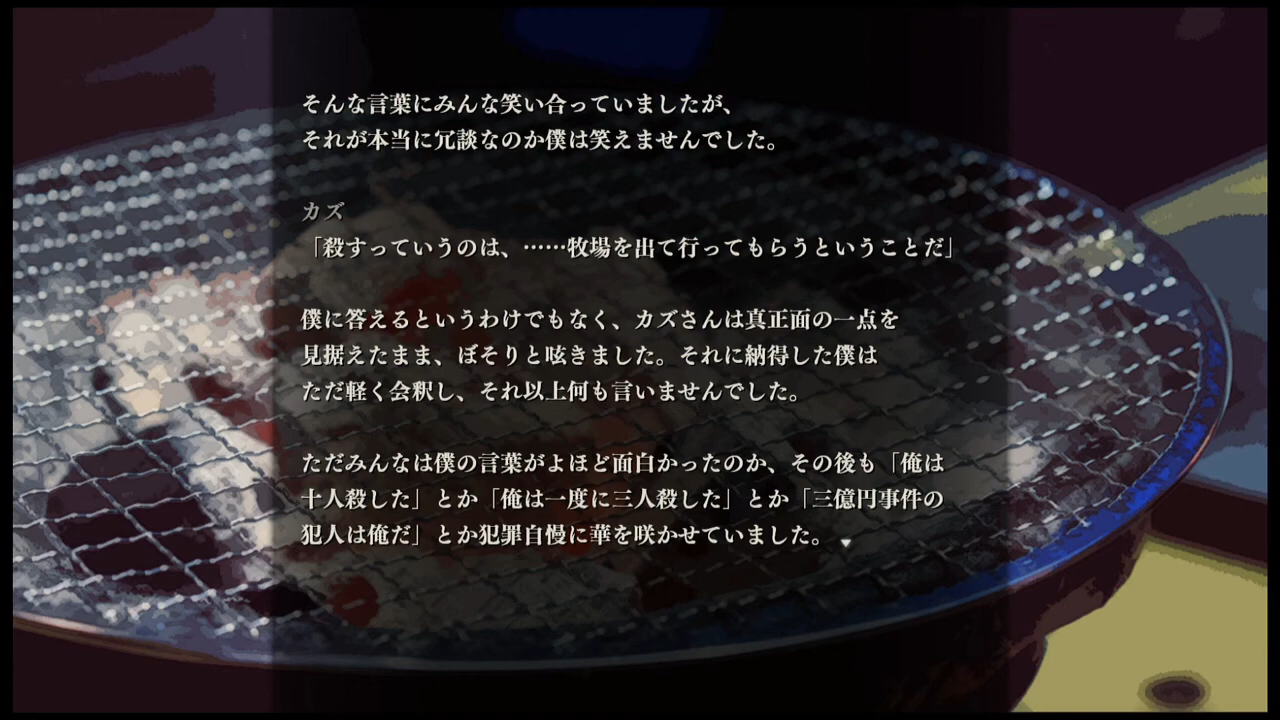 そんな言葉にみんな笑い合っていましたが、
それが本当に冗談なのか僕は笑えませんでした。
カズ
「殺すっていうのは、……牧場を出て行ってもらうということだ」
僕に答えるというわけでもなく、カズさんは真正面の一点を
見据えたまま、ぼそりと呟きました。それに納得した僕は
ただ軽く会釈し、それ以上何も言いませんでした。
ただみんなは僕の言葉がよほど面白かったのか、その後も「俺は
十人殺した」とか「俺は一度に三人殺した」とか「三億円事件の
犯人は俺だ」とか犯罪自慢に華を咲かせていました。